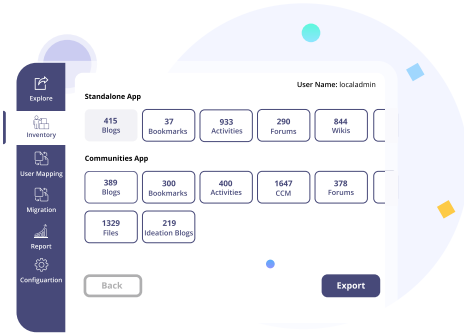 User Name: localadmin
Explore
Inventory
User Mapping
Migration
Report
Configuartion
Standalone App
415
Blogs
37
Bookmarks
933
Activities
290
Forums
844
Wikis
Communities App
389
Blogs
300
Bookmarks
400
Activities
1647
CCM
378
Forums
1329
Files
219
Ideation Blogs
Back
Export